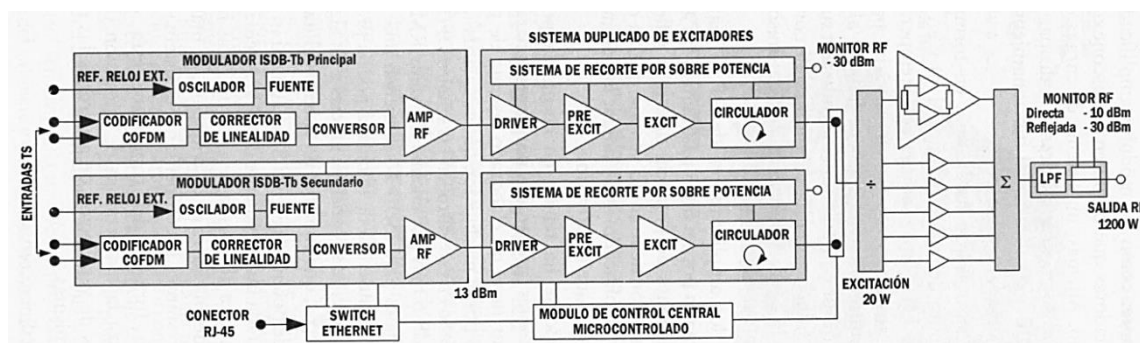 SISTEMA DUPLICADO DE EXCITADORES
MODULADOR ISDB-Tb Principal
REF. RELOJ EXT.
OSCILADOR
FUENTE
CODIFICADOR
COFDM
CORRECTOR
DE LINEALIDAD
CONVERSOR
AMP
RF
SISTEMA DE RECORTE POR SOBRE POTENCIA
DRIVER
PRE
EXCIT
EXCIT
CIRCULADOR
MONITOR RF
- 30 dBm
ENTRADAS TS
MODULADOR ISDB-Tb Secundario
REF. RELOJ EXT.
OSCILADOR
FUENTE
CODIFICADOR
COFDM
CORRECTOR
DE LINEALIDAD
CONVERSOR
AMP
RF
13 dBm
SISTEMA DE RECORTE POR SOBRE POTENCIA
DRIVER
PRE
EXCIT
EXCIT
CIRCULADOR
CONECTOR
RJ-45
SWITCH
ETHERNET
MODULO DE CONTROL CENTRAL
MICROCONTROLADO
÷
EXCITACIÓN
20 W
Σ
MONITOR RF
Directa - 10 dBm
Reflejada - 30 dBm
LPF
SALIDA RF
1200 W